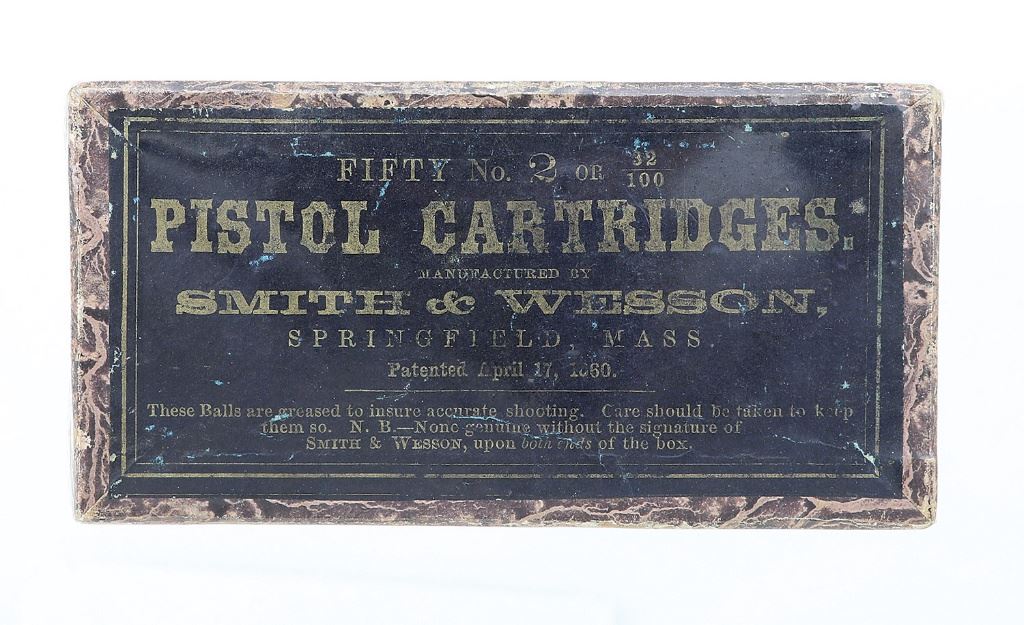 FIFTY No. 2 OR 32/100
PISTOL CARTRIDGES.
MANUFACTURED BY
SMITH & WESSON,
SPRINGFIELD, MASS.
Patented April 17, 1860.
These Balls are greased to insure accurate shooting. Care should be taken to keep
them so. N. B.—None genuine without the signature of
SMITH & WESSON, upon both ends of the box.